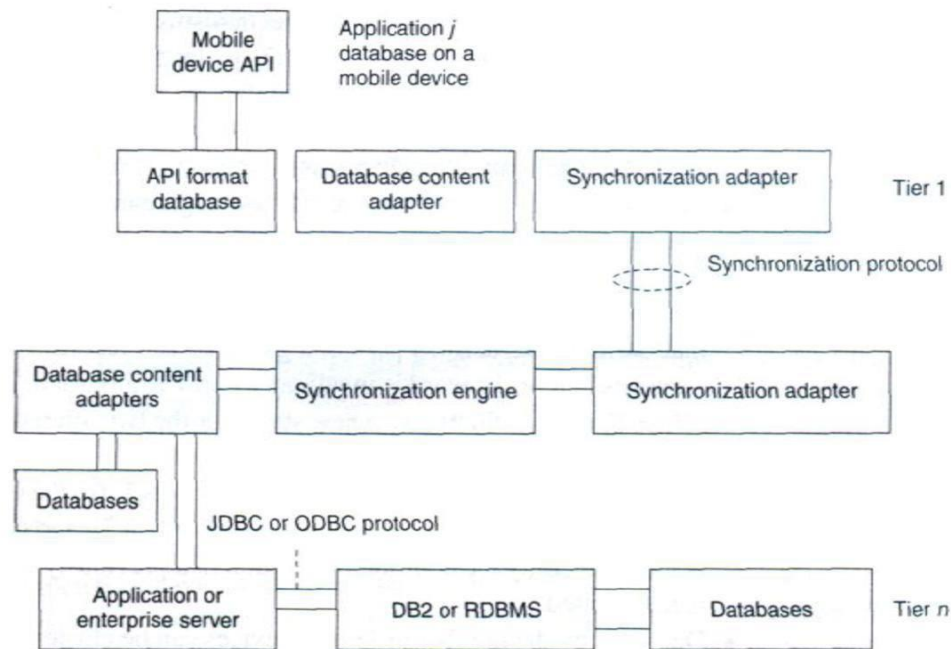 Mobile
device API
Application j
database on a
mobile device
API format
database
Database content
adapter
Synchronization adapter
Tier 1
Synchronization protocol
Database content
adapters
Synchronization engine
Synchronization adapter
Databases
JDBC or ODBC protocol
Application or
enterprise server
DB2 or RDBMS
Databases
Tier n